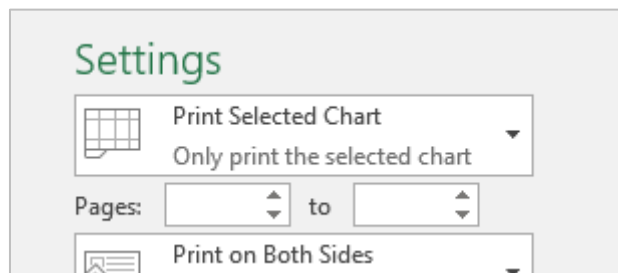 Settings
Print Selected Chart
Only print the selected chart
Pages: to
Print on Both Sides